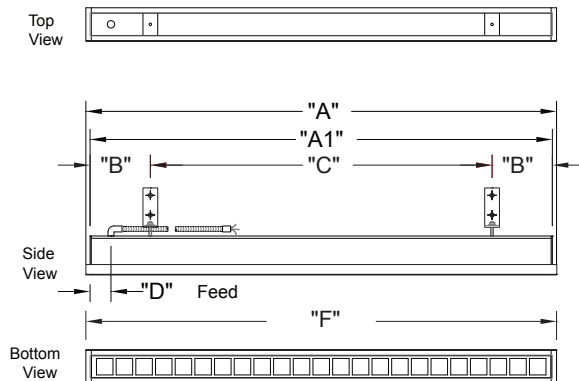 Top
View
"A"
"A1"
"B" "C" "B"
Side
View
"D" Feed
"F"
Bottom
View